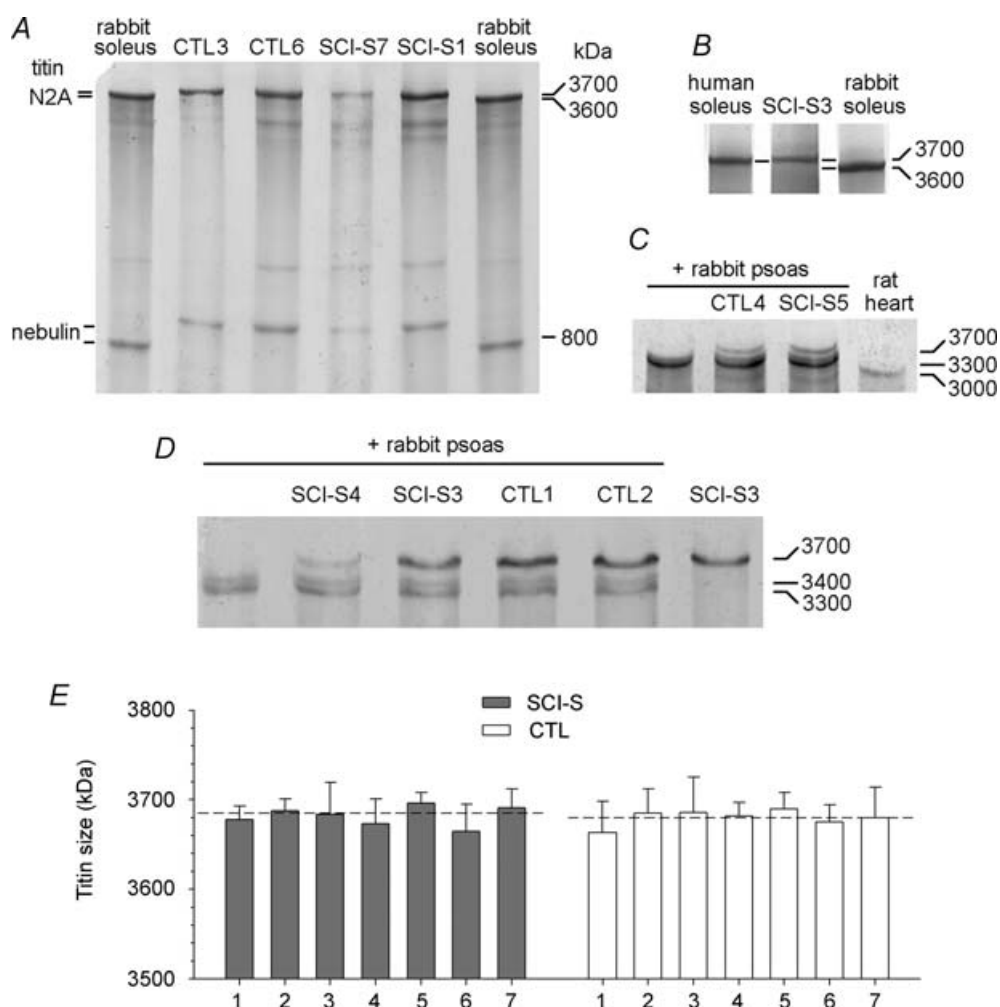 A
rabbit soleus CTL3 CTL6 SCI-S7 SCI-S1 rabbit soleus kDa
titin
N2A
3700
3600
nebulin
800
B
human soleus SCI-S3 rabbit soleus
3700
3600
C
+ rabbit psoas
CTL4 SCI-S5 rat heart
3700
3300
3000
D
+ rabbit psoas
SCI-S4 SCI-S3 CTL1 CTL2 SCI-S3
3700
3400
3300
E
SCI-S
CTL
Titin size (kDa)
3800
3700
3600
3500
1 2 3 4 5 6 7 1 2 3 4 5 6 7